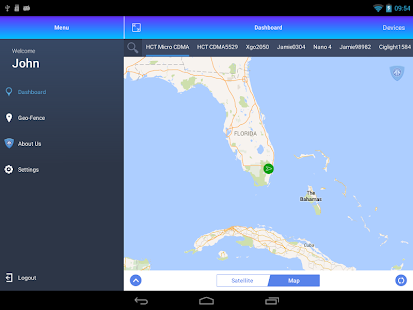 09:54
Menu
Dashboard
Devices
Welcome
John
HCT Micro CDMA HCT CDMA5529 Xgo2050 Jamie0304 Nano 4 Jamie98982 Ciglight1584
Dashboard
Geo-Fence
About Us
Settings
Logout
FLORIDA
The
Bahamas
Cuba
Satellite
Map